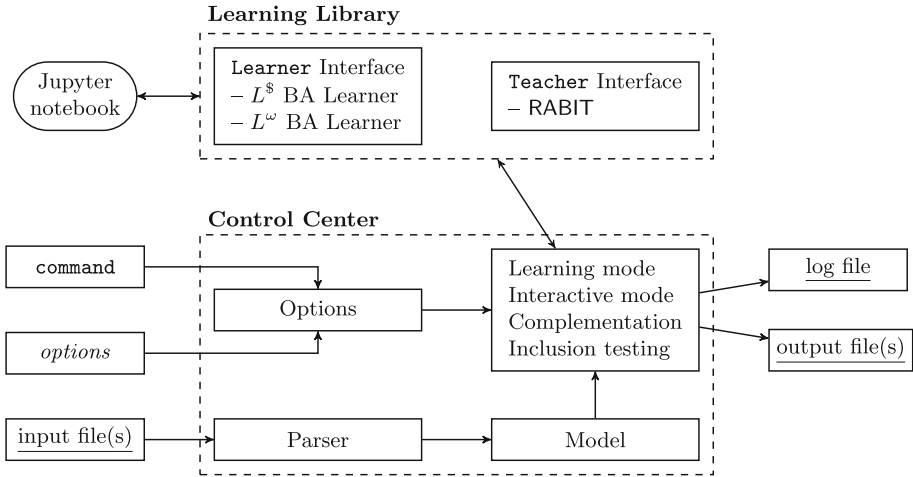 Learning Library
Jupyter
notebook
Learner Interface
– L$ BA Learner
– Lω BA Learner
Teacher Interface
– RABIT
Control Center
command
options
input file(s)
Options
Parser
Learning mode
Interactive mode
Complementation
Inclusion testing
Model
log file
output file(s)